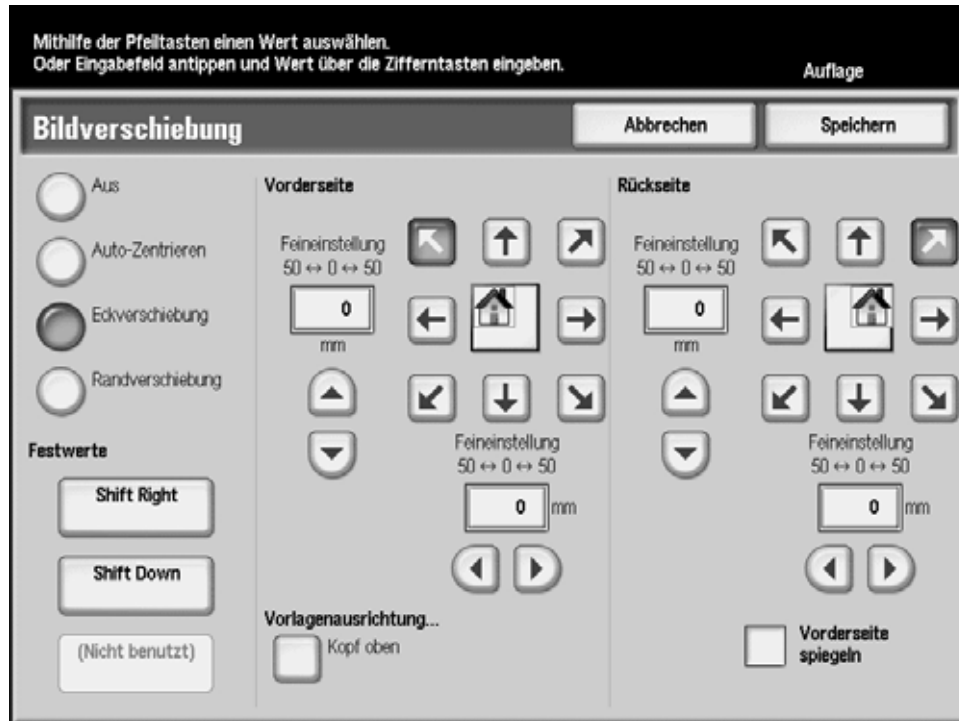 Mithilfe der Pfeiltasten einen Wert auswählen.
Oder Eingabefeld antippen und Wert über die Zifferntasten eingeben.
Auflage
Bildverschiebung
Abbrechen
Speichern
Aus
Auto-Zentrieren
Eckverschiebung
Randverschiebung
Festwerte
Shift Right
Shift Down
(Nicht benutzt)
Vorderseite
Feineinstellung
50 ↔ 0 ↔ 50
0
mm
Feineinstellung
50 ↔ 0 ↔ 50
0 mm
Vorlagenausrichtung...
Kopf oben
Rückseite
Feineinstellung
50 ↔ 0 ↔ 50
0
mm
Feineinstellung
50 ↔ 0 ↔ 50
0 mm
Vorderseite
spiegeln